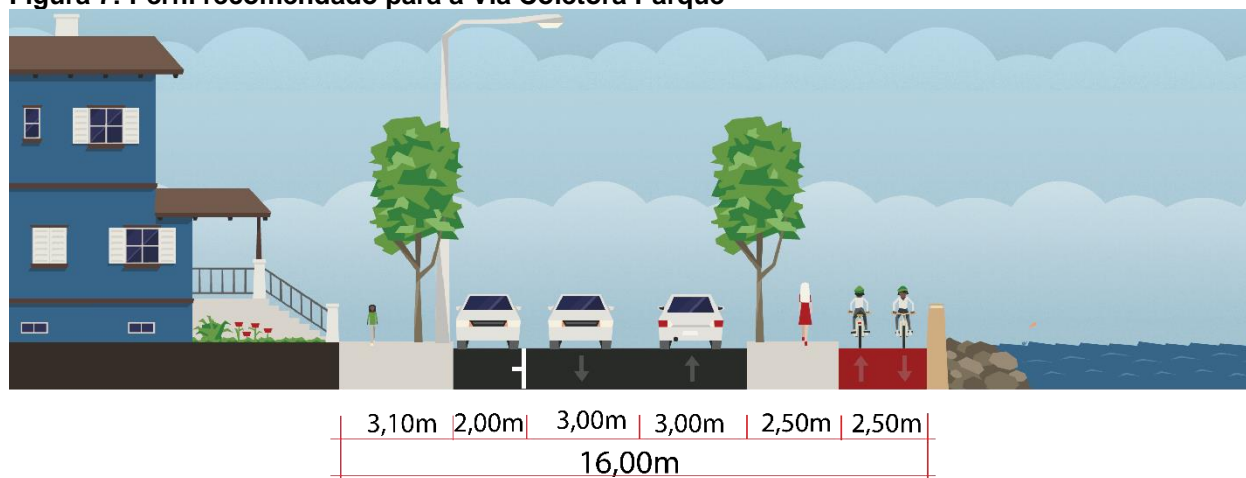 Figura 7: Perfil recomendado para a Via Coletora Parque
3,10m 2,00m 3,00m 3,00m 2,50m 2,50m
16,00m